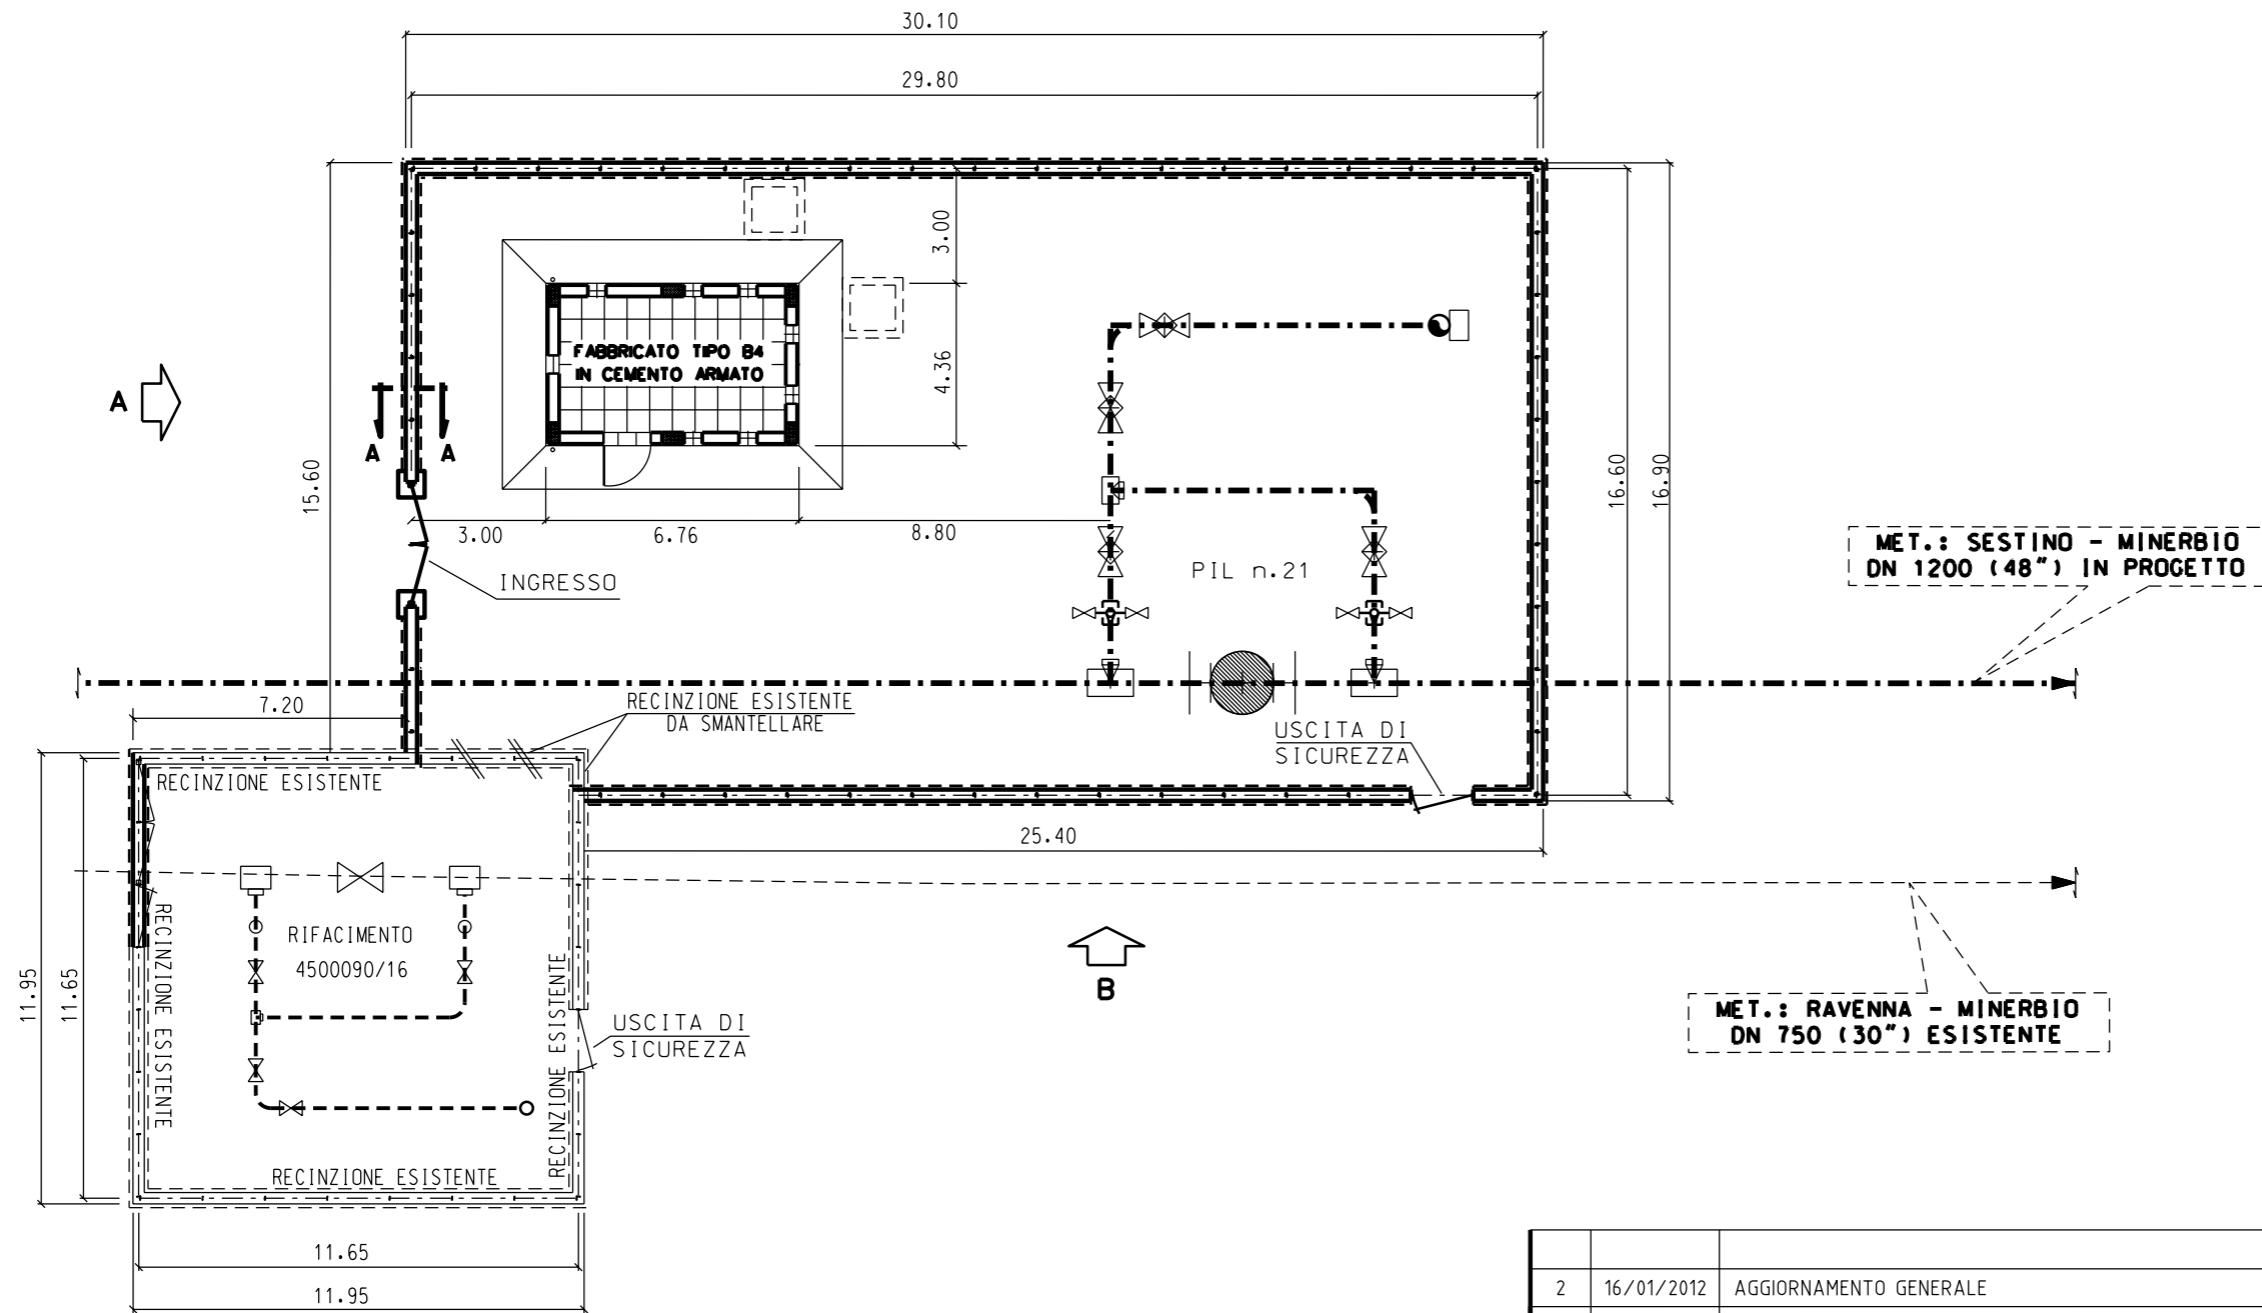 30.10
29.80
3.00
4.36
FABBRICATO TIPO B4
IN CEMENTO ARMATO
A
A
A
15.60
16.60
16.90
3.00
6.76
8.80
INGRESSO
PIL n.21
MET.: SESTINO - MINERBIO
DN 1200 (48") IN PROGETTO
7.20
RECINZIONE ESISTENTE
DA SMANTELLARE
USCITA DI
SICUREZZA
RECINZIONE ESISTENTE
25.40
RECINZIONE ESISTENTE
RIFACIMENTO
4500090/16
RECINZIONE ESISTENTE
11.95
11.65
B
MET.: RAVENNA - MINERBIO
DN 750 (30") ESISTENTE
USCITA DI
SICUREZZA
RECINZIONE ESISTENTE
11.65
11.95
2 16/01/2012 AGGIORNAMENTO GENERALE